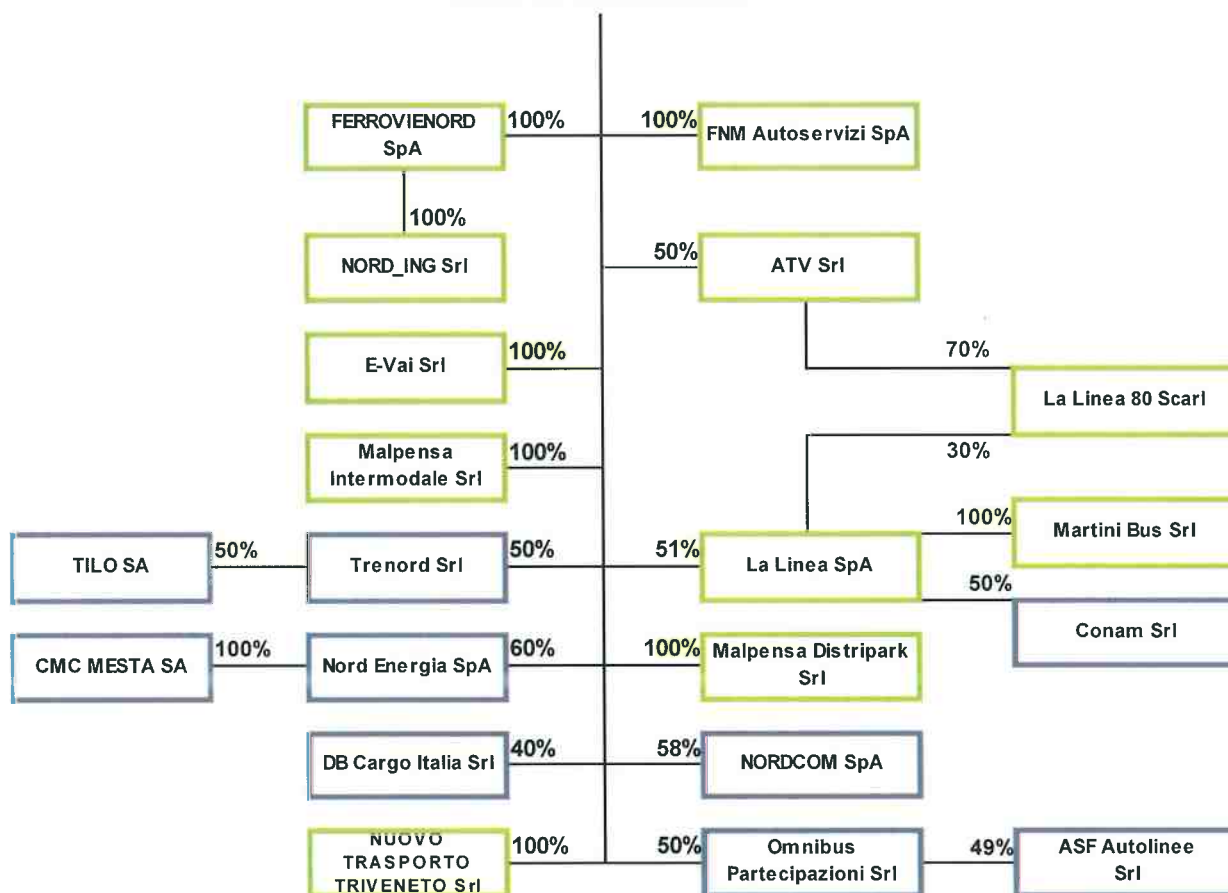 FERROVIENORD
SpA
100%
100%
FNM Autoservizi SpA
100%
NORD_ING Srl
50%
ATV Srl
E-Vai Srl
100%
70%
La Linea 80 Scarl
Malpensa
Intermodale Srl
100%
30%
TILO SA
50%
Trenord Srl
50%
51%
La Linea SpA
100%
Martini Bus Srl
50%
Conam Srl
CMC MESTA SA
100%
Nord Energia SpA
60%
100%
Malpensa Distripark
Srl
DB Cargo Italia Srl
40%
58%
NORDCOM SpA
NUOVO
TRASPORTO
TRIVENETO Srl
100%
50%
Omnibus
Partecipazioni Srl
49%
ASF Autolinee
Srl